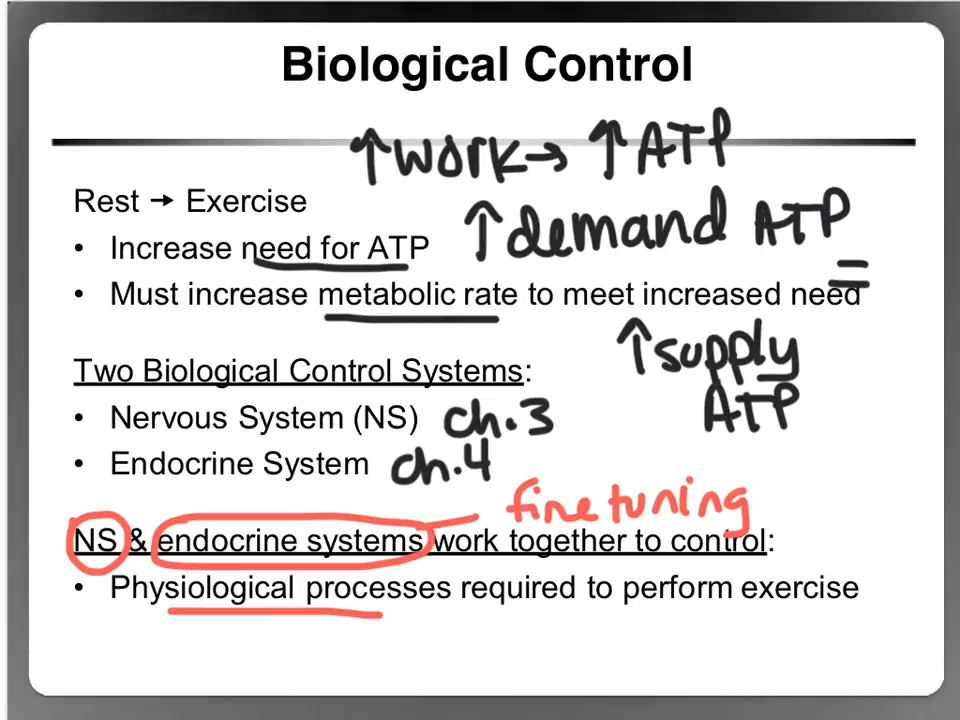 Biological Control
↑work→ ↑ATP
Rest → Exercise
↑demand ATP
• Increase need for ATP
=
• Must increase metabolic rate to meet increased need
↑supply
ATP
Two Biological Control Systems:
• Nervous System (NS) ch.3
• Endocrine System ch.4
fine tuning
NS & endocrine systems work together to control:
• Physiological processes required to perform exercise